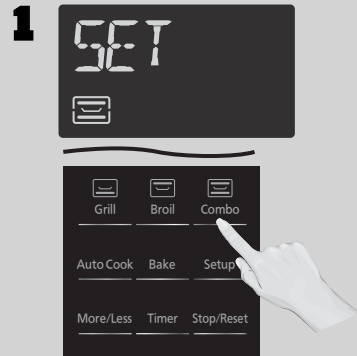 1
SET
Grill Broil Combo
Auto Cook Bake Setup
More/Less Timer Stop/Reset